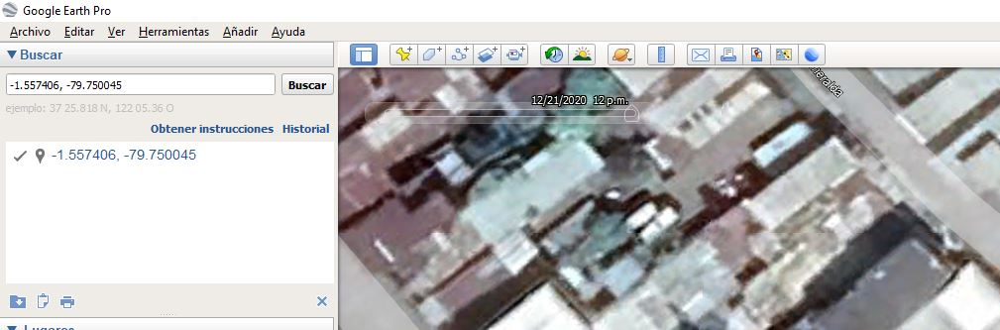 Google Earth Pro
Archivo Editar Ver Herramientas Añadir Ayuda
Buscar
-1.557406, -79.750045
Buscar
ejemplo: 37 25.818 N, 122 05.36 O
Obtener instrucciones Historial
-1.557406, -79.750045
Lugares
12/21/2020 12 p.m.